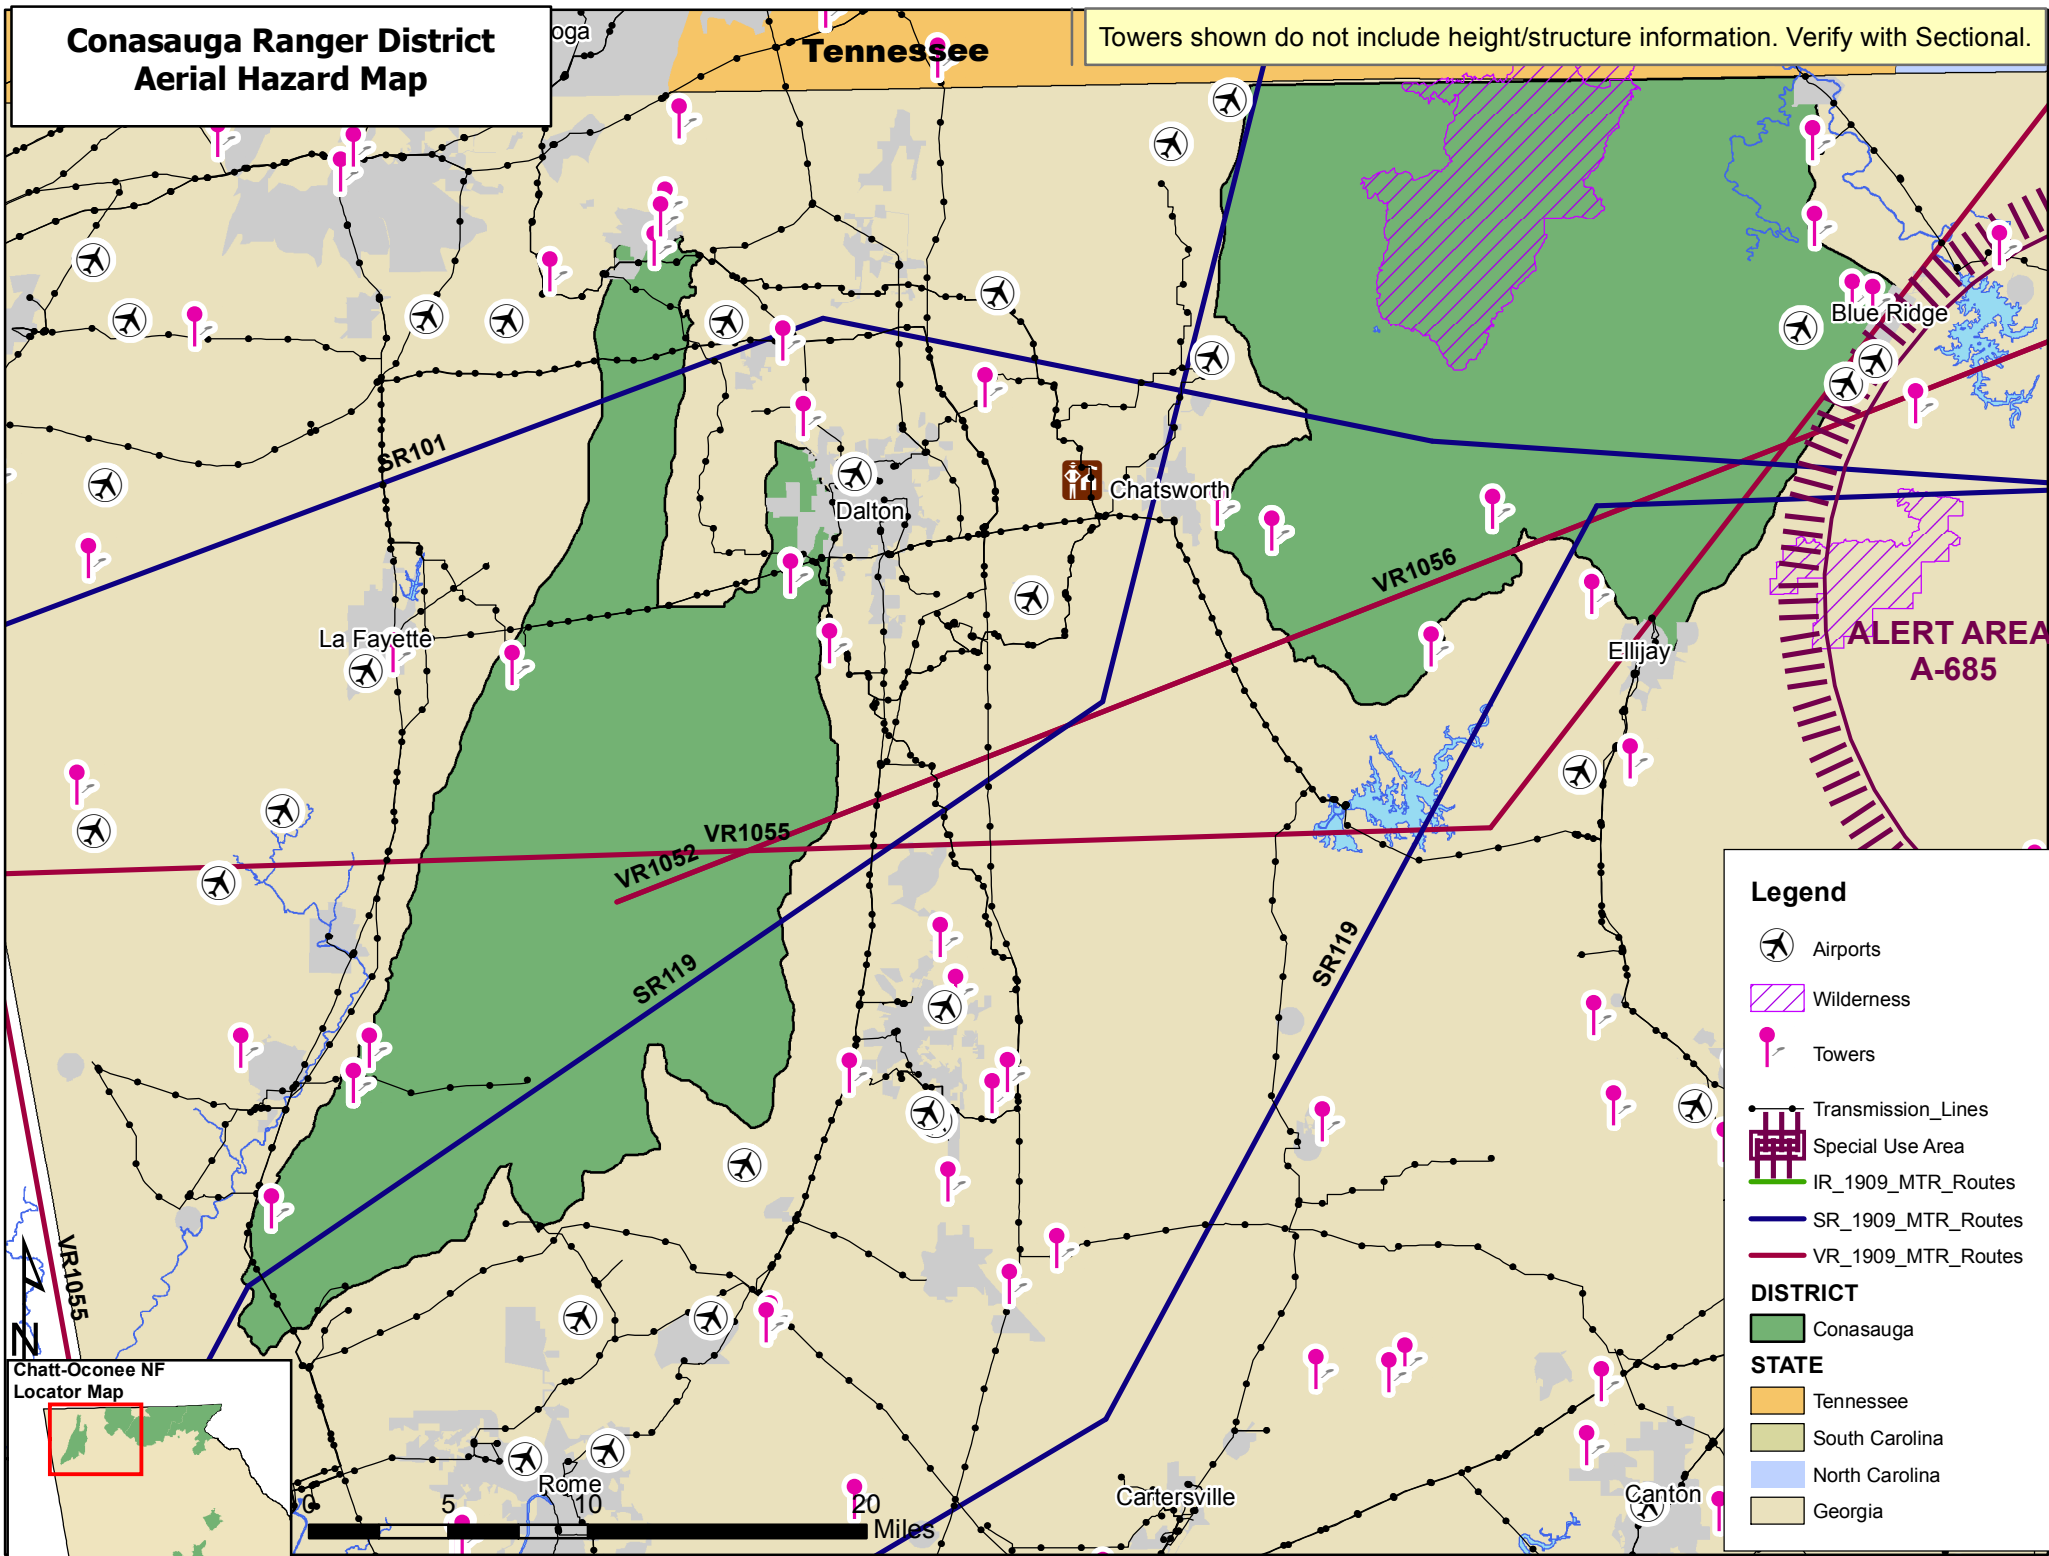 Conasauga Ranger District
Aerial Hazard Map
oga
Tennessee
Towers shown do not include height/structure information. Verify with Sectional.
Blue Ridge
SR101
Chatsworth
Dalton
VR1056
La Fayette
Ellijay
ALERT AREA
A-685
VR1055
VR1052
SR119
SR119
VR1055
N
Rome
Cartersville
Canton
0 5 10 20
Miles
Chatt-Oconee NF
Locator Map
Legend
Airports
Wilderness
Towers
Transmission_Lines
Special Use Area
IR_1909_MTR_Routes
SR_1909_MTR_Routes
VR_1909_MTR_Routes
DISTRICT
Conasauga
STATE
Tennessee
South Carolina
North Carolina
Georgia